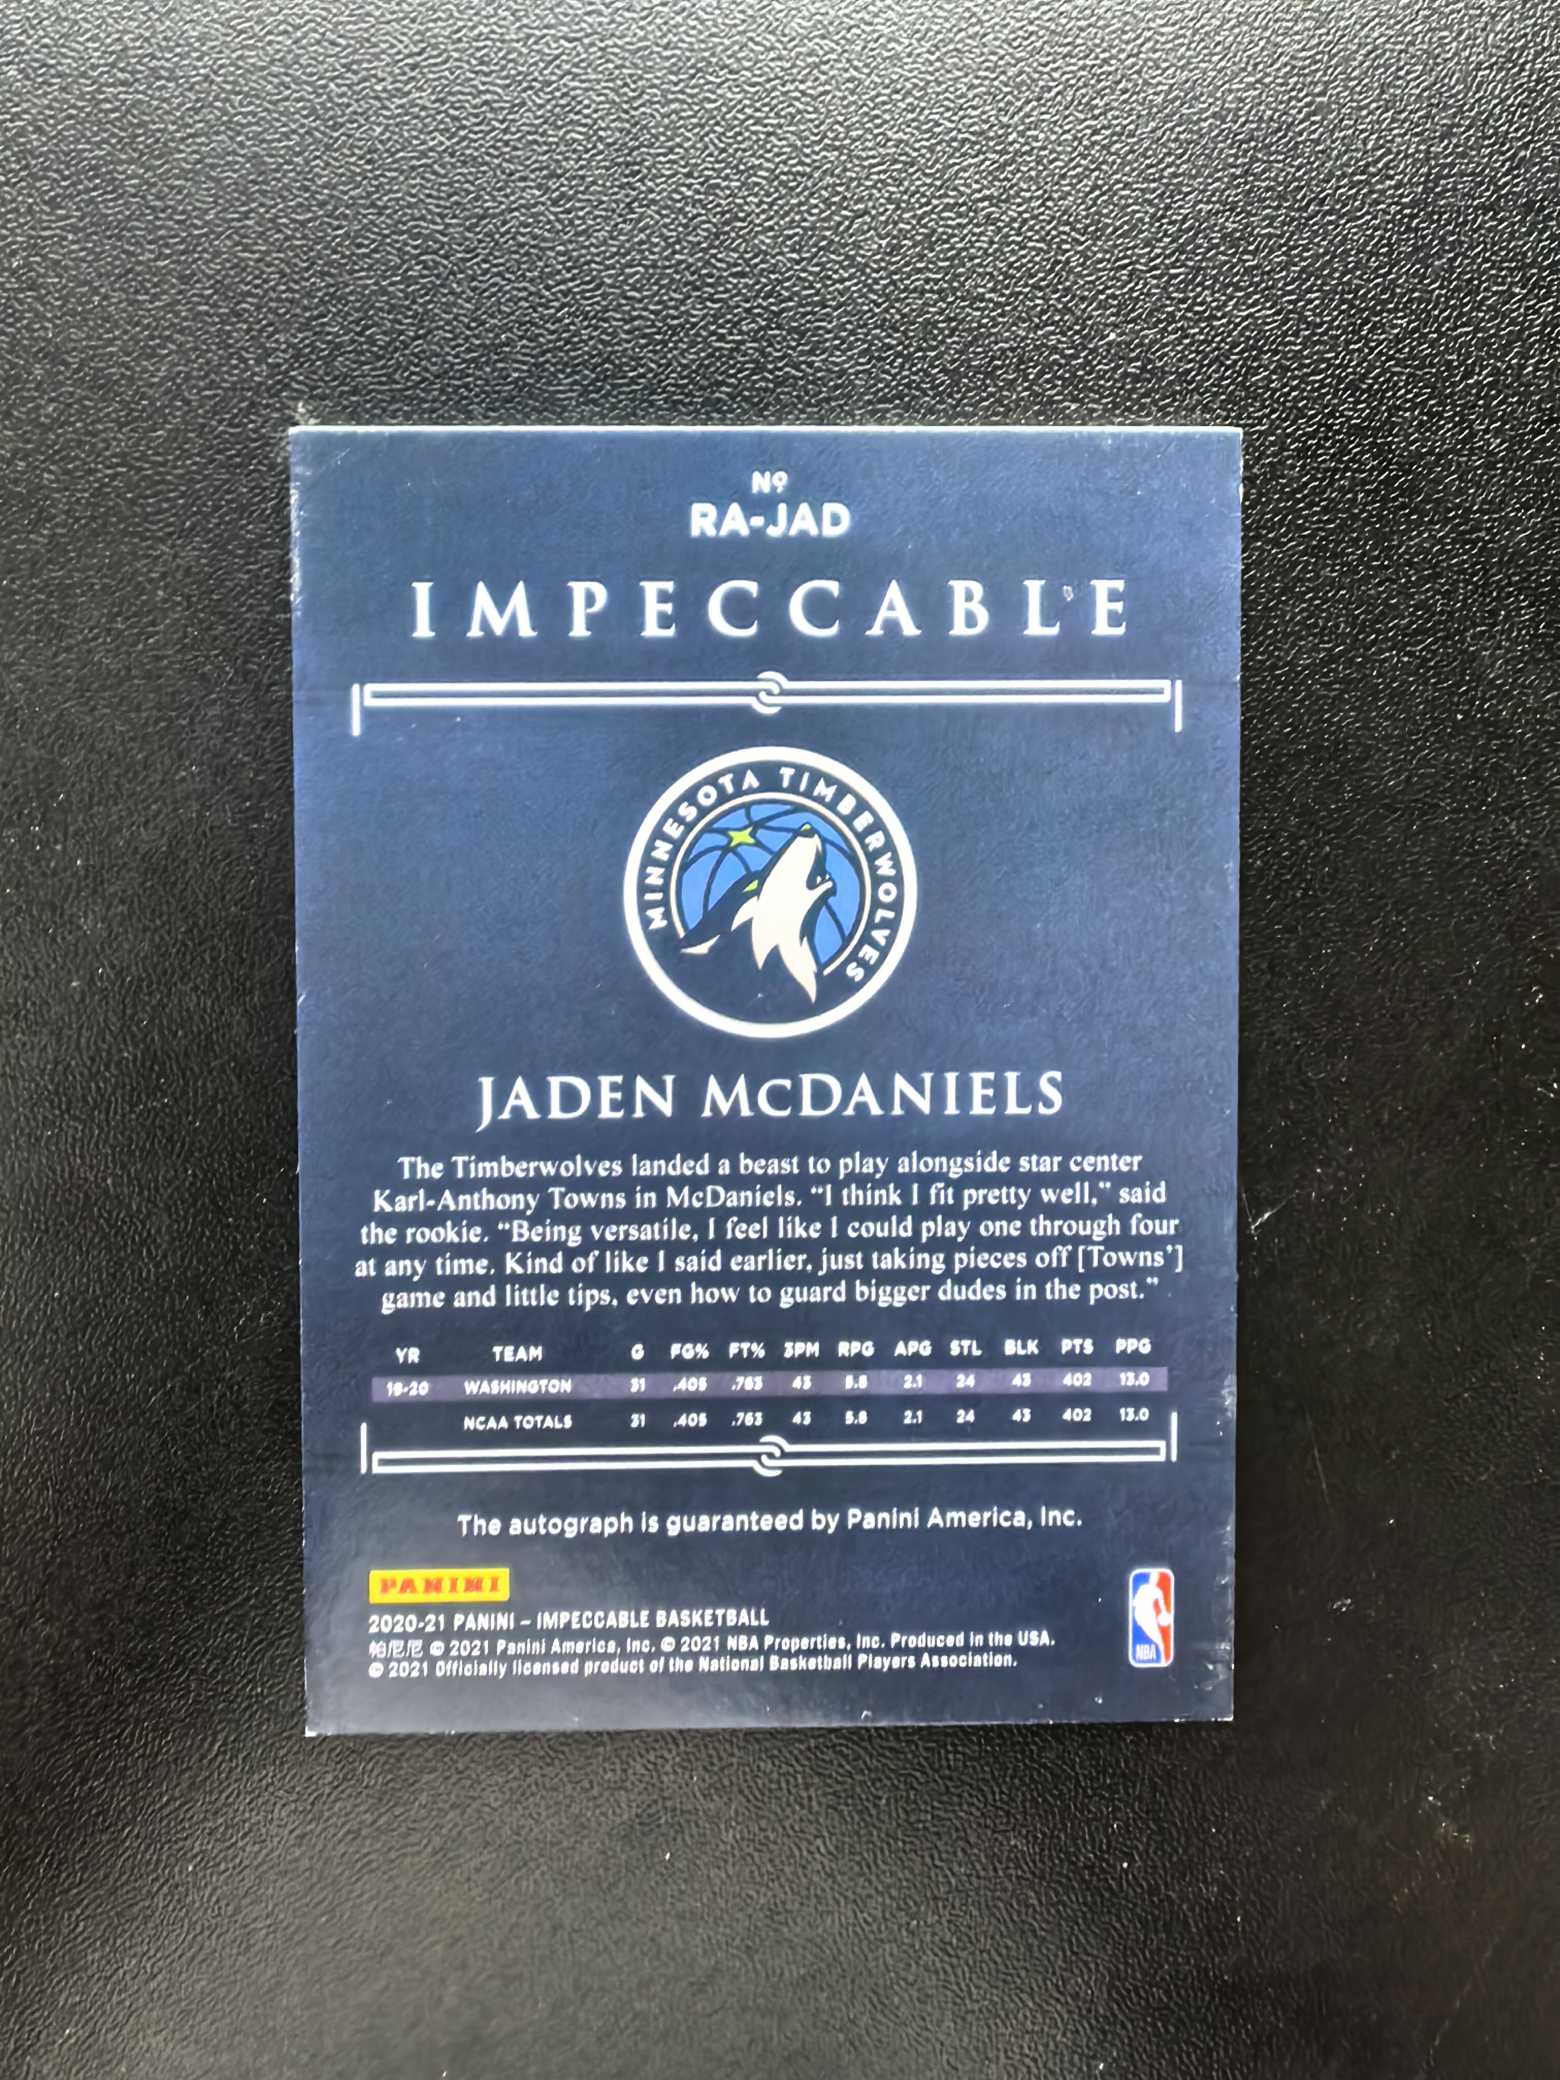 Nº
RA-JAD
IMPECCABLE
MINNESOTA TIMBERWOLVES
JADEN McDANIELS
The Timberwolves landed a beast to play alongside star center
Karl-Anthony Towns in McDaniels. “I think I fit pretty well,” said
the rookie. “Being versatile, I feel like I could play one through four
at any time. Kind of like I said earlier, just taking pieces off [Towns’]
game and little tips, even how to guard bigger dudes in the post.”
YR TEAM G FG% FT% 3PM RPG APG STL BLK PTS PPG
19-20 WASHINGTON 31 .405 .763 43 5.8 2.1 24 43 402 13.0
NCAA TOTALS 31 .405 .763 43 5.8 2.1 24 43 402 13.0
The autograph is guaranteed by Panini America, Inc.
PANINI
2020-21 PANINI – IMPECCABLE BASKETBALL
帕尼尼 © 2021 Panini America, Inc. © 2021 NBA Properties, Inc. Produced in the USA.
© 2021 Officially licensed product of the National Basketball Players Association.
NBA